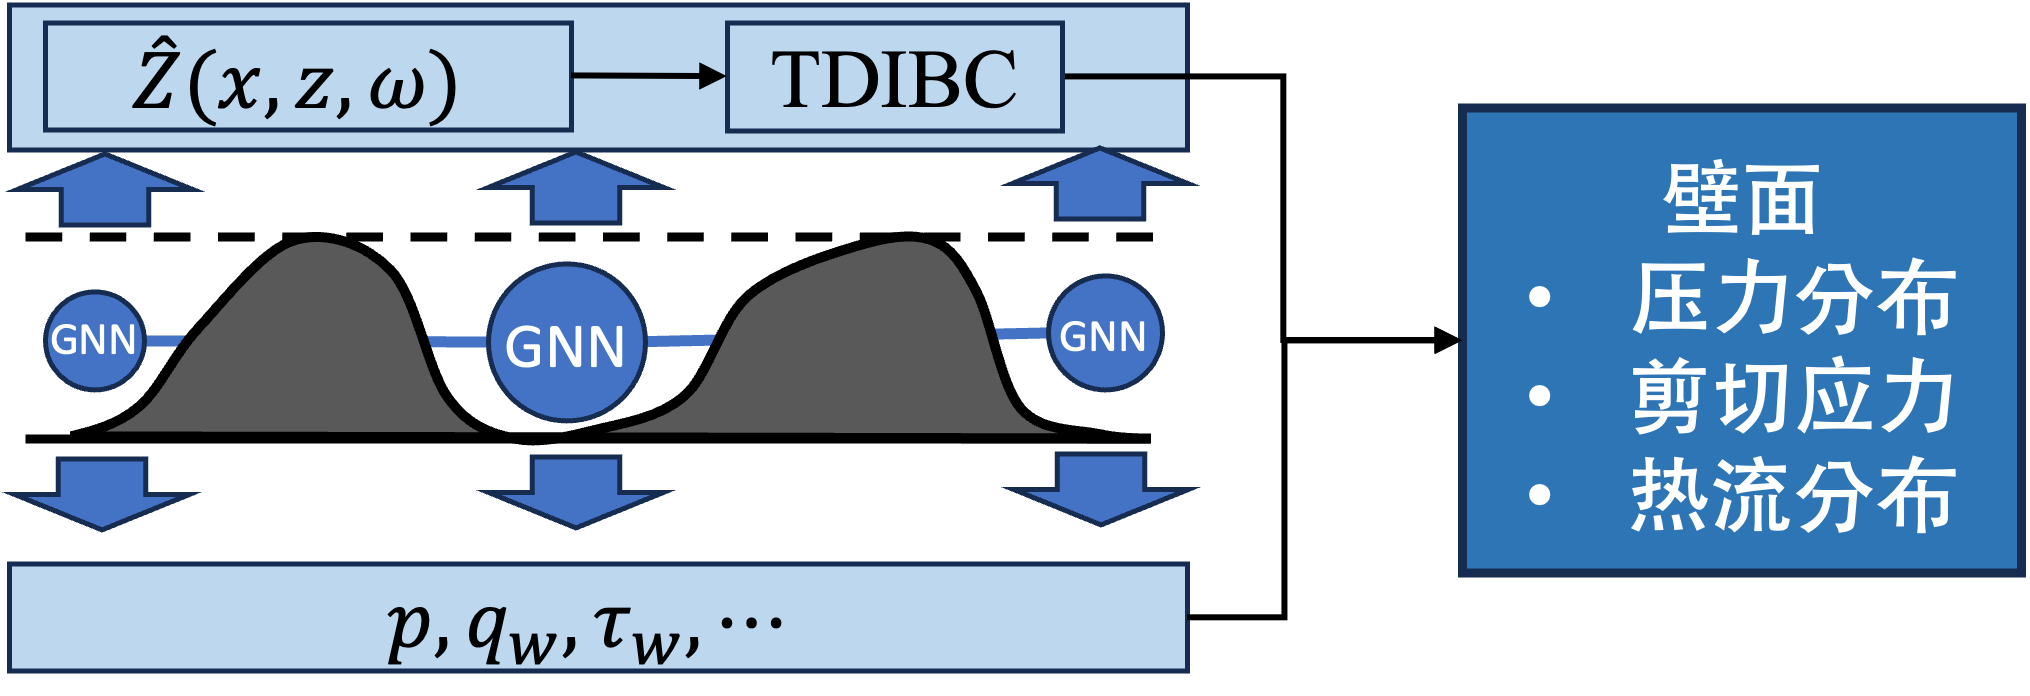 Ẑ(x, z, ω)
TDIBC
GNN
GNN
GNN
p, q_w, τ_w, ⋯
壁面
• 压力分布
• 剪切应力
• 热流分布